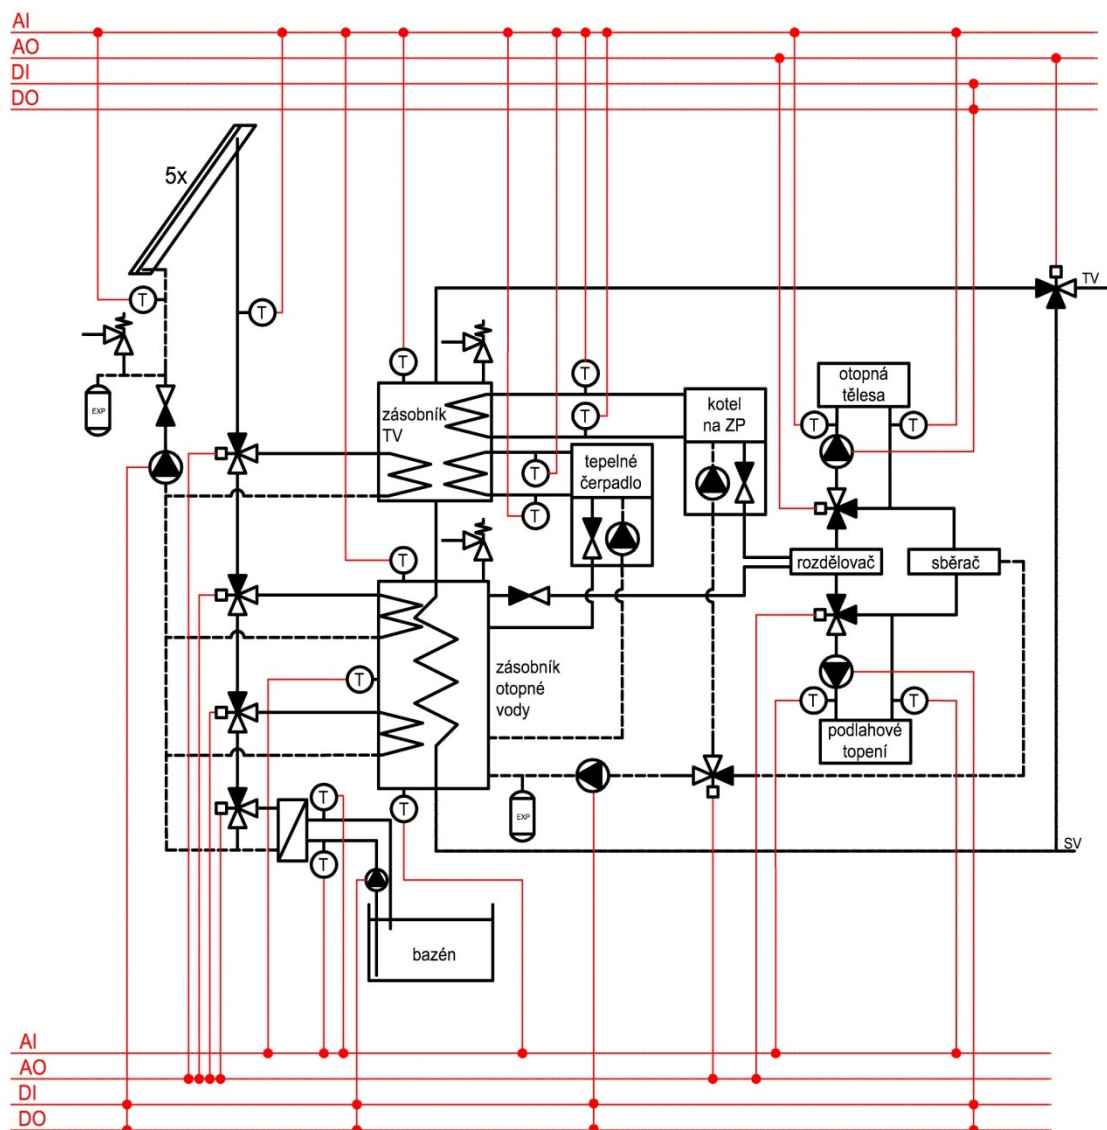 AI
AO
DI
DO
5x
T
T
TV
T
T
T
EXP
zásobník
TV
kotel
na ZP
otopná
tělesa
T
T
tepelné
čerpadlo
T
T
T
rozdělovač
sběrač
T
zásobník
otopné
vody
T
T
podlahové
topení
T
T
EXP
T
SV
bazén
AI
AO
DI
DO